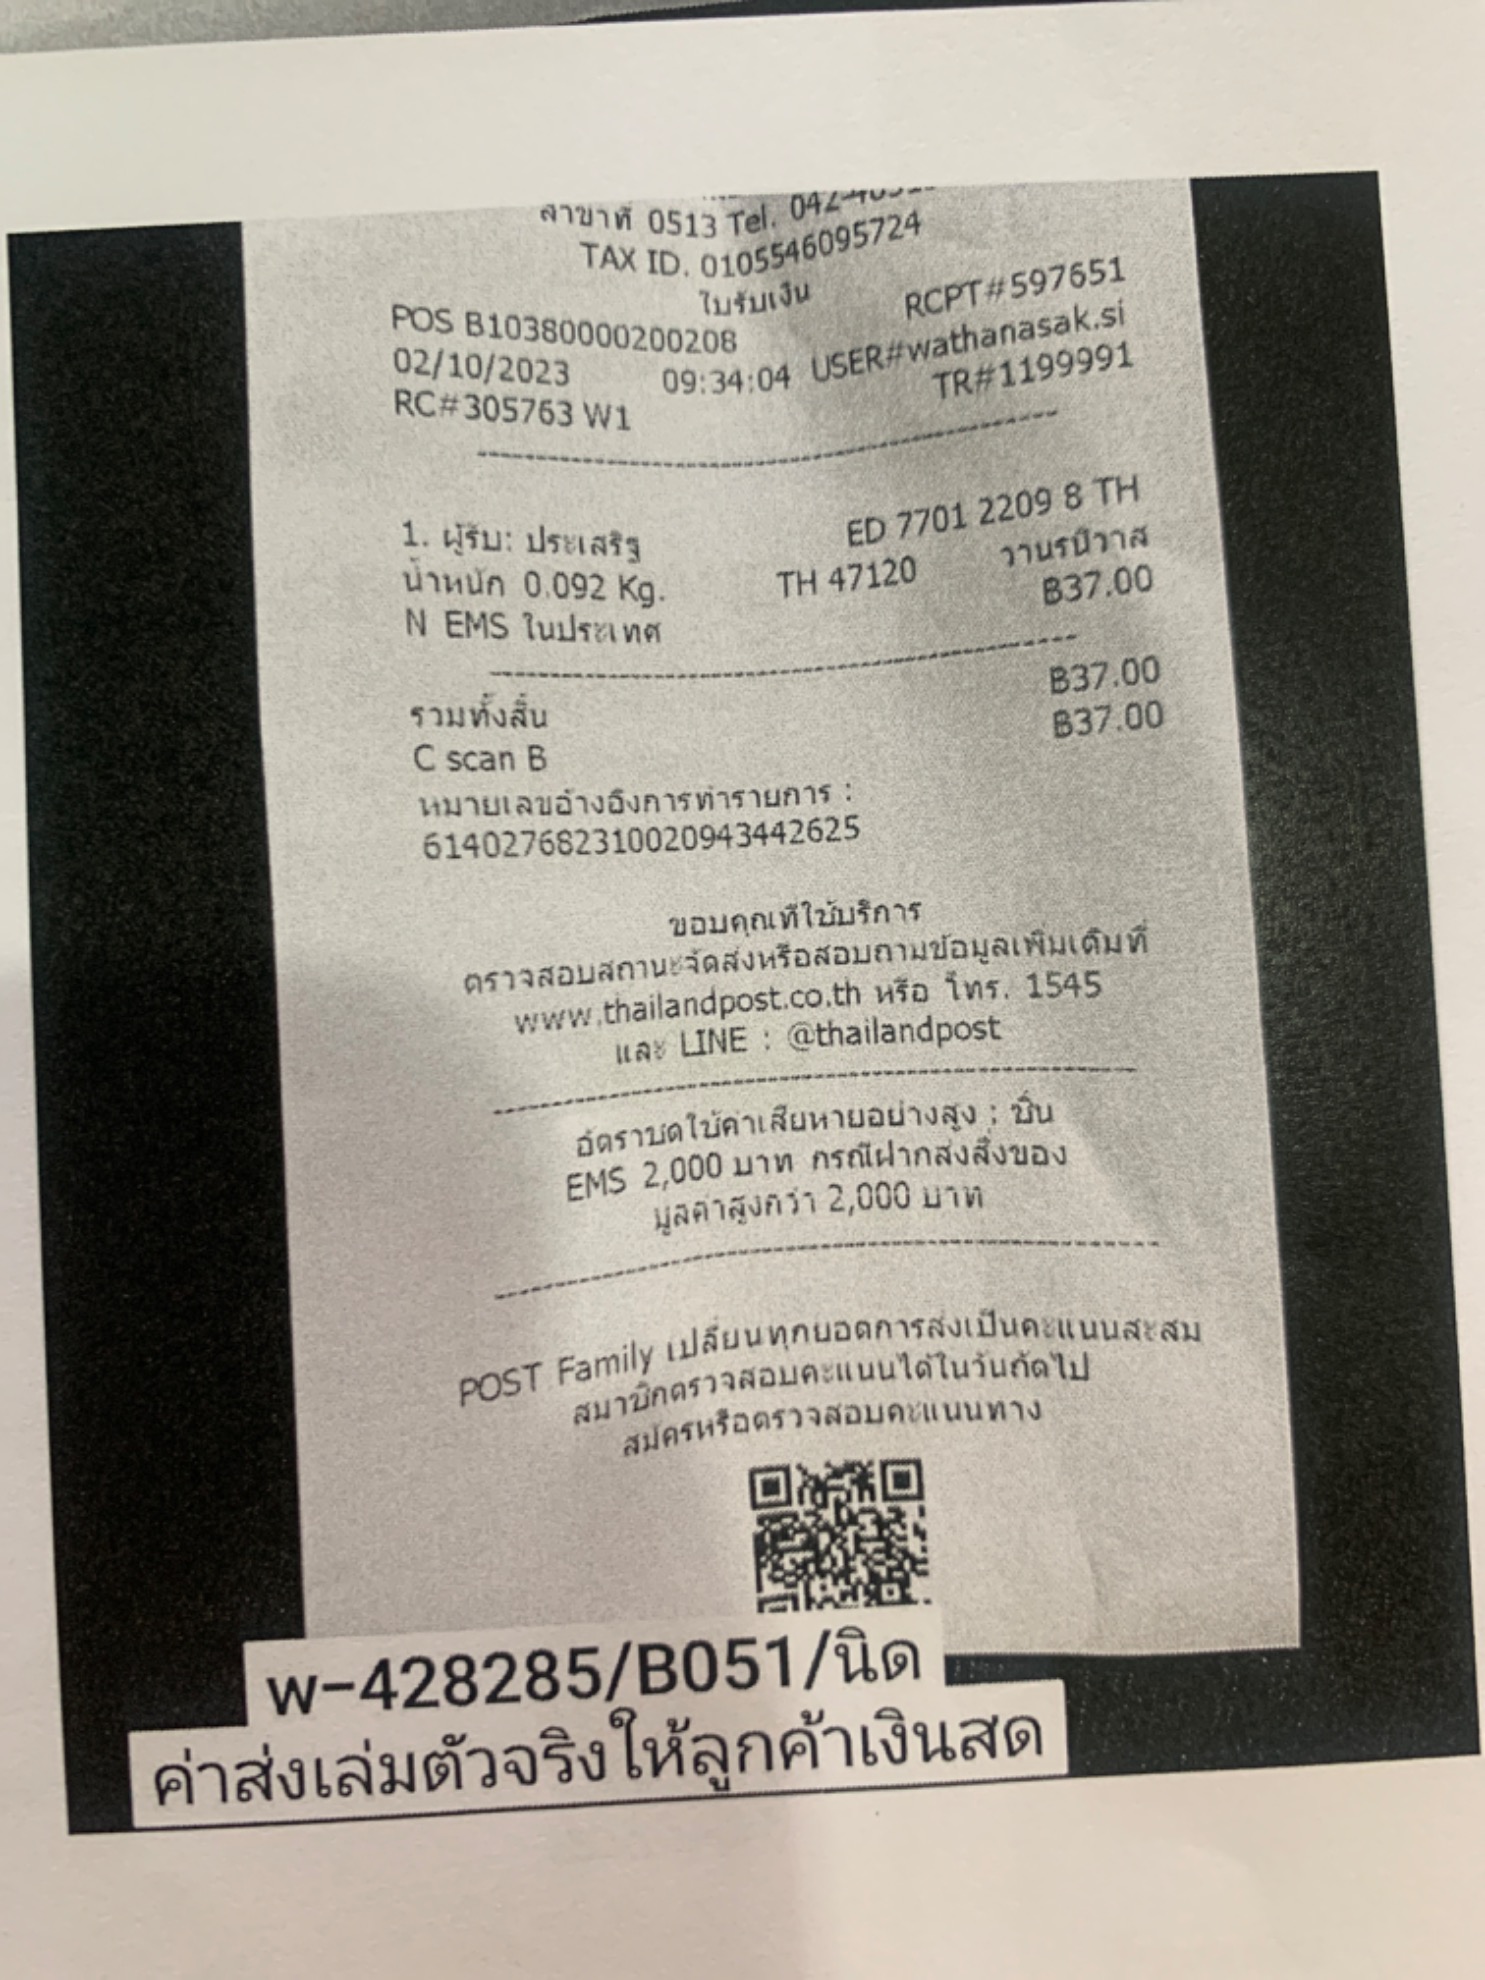 สาขาที่ 0513 Tel.
TAX ID. 0105546095724
ใบรับเงิน
POS B10380000200208 RCPT#597651
02/10/2023 09:34:04 USER#wathanasak.si
RC#305763 W1 TR#1199991
1. ผู้รับ: ประเสริฐ ED 7701 2209 8 TH
น้ำหนัก 0.092 Kg. TH 47120 วานรนิวาส
N EMS ในประเทศ ฿37.00
รวมทั้งสิ้น ฿37.00
C scan B ฿37.00
หมายเลขอ้างอิงการทำรายการ :
614027682310020943442625
ขอบคุณที่ใช้บริการ
ตรวจสอบสถานะจัดส่งหรือสอบถามข้อมูลเพิ่มเติมที่
www.thailandpost.co.th หรือ โทร. 1545
และ LINE : @thailandpost
อัตราชดใช้ค่าเสียหายอย่างสูง : ชิ้น
EMS 2,000 บาท กรณีฝากส่งสิ่งของ
มูลค่าสูงกว่า 2,000 บาท
POST Family เปลี่ยนทุกยอดการส่งเป็นคะแนนสะสม
สมาชิกตรวจสอบคะแนนได้ในวันถัดไป
สมัครหรือตรวจสอบคะแนนทาง
พ-428285/B051/นิด
ค่าส่งเล่มตัวจริงให้ลูกค้าเงินสด